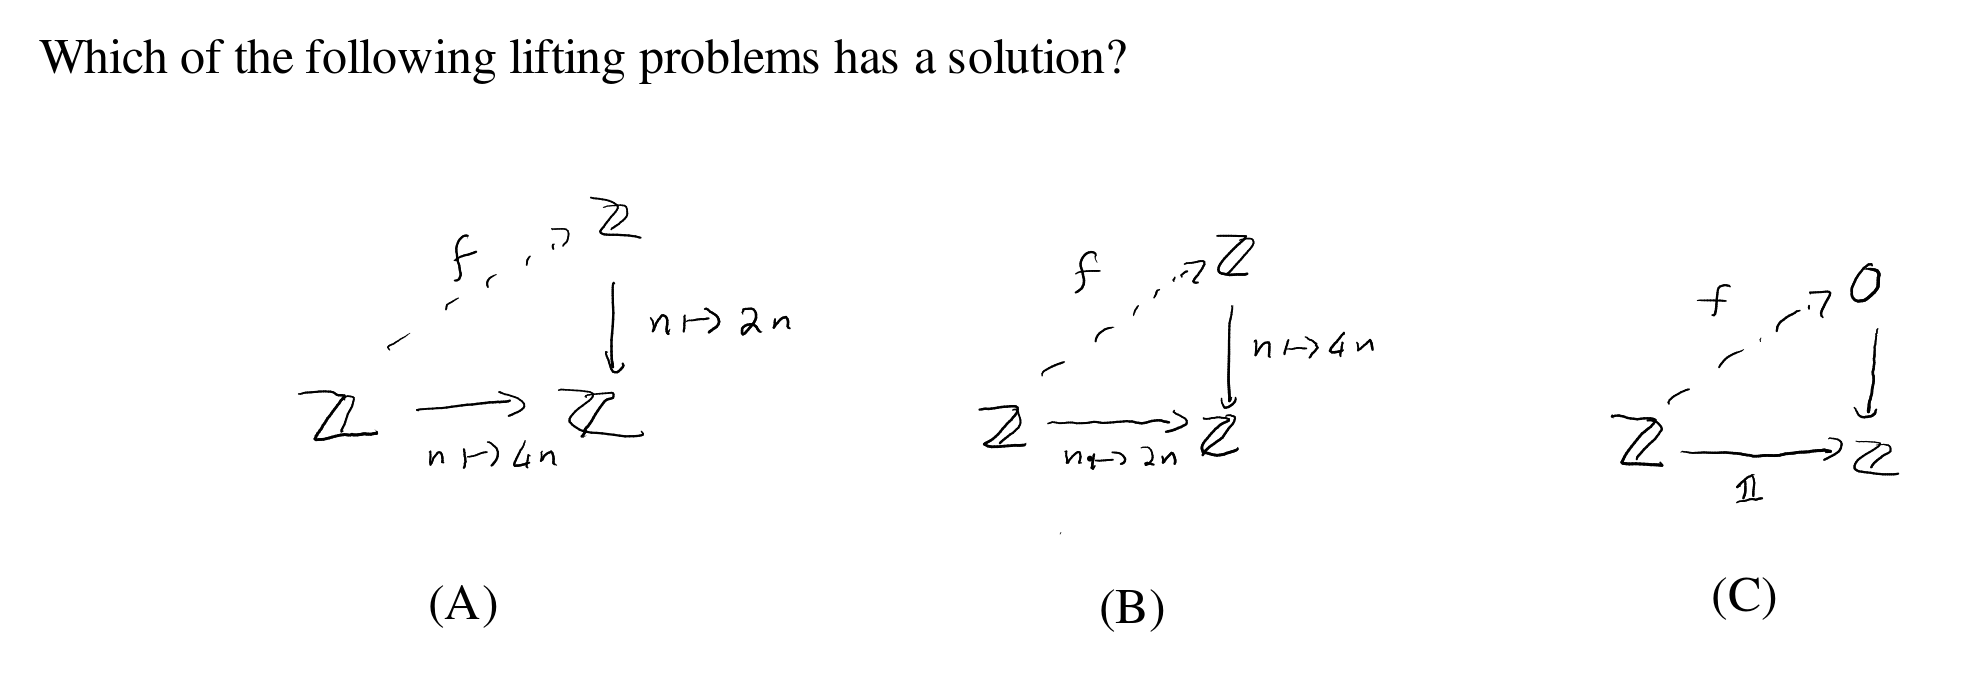 Which of the following lifting problems has a solution?
f ℤ
n ↦ 2n
ℤ → ℤ
n ↦ 4n
(A)
f ℤ
n ↦ 4n
ℤ → ℤ
n ↦ 2n
(B)
f 0
ℤ → ℤ
𝟙
(C)